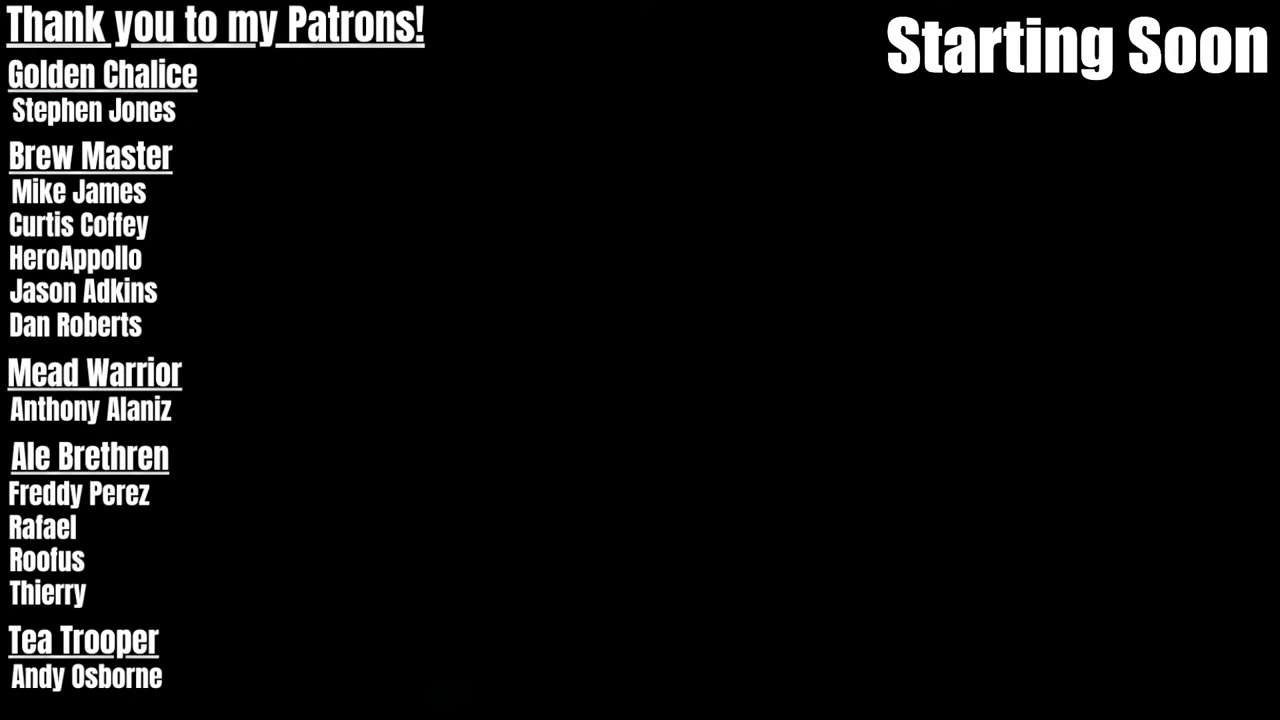 Thank you to my Patrons!
Starting Soon
Golden Chalice
Stephen Jones
Brew Master
Mike James
Curtis Coffey
HeroAppollo
Jason Adkins
Dan Roberts
Mead Warrior
Anthony Alaniz
Ale Brethren
Freddy Perez
Rafael
Roofus
Thierry
Tea Trooper
Andy Osborne